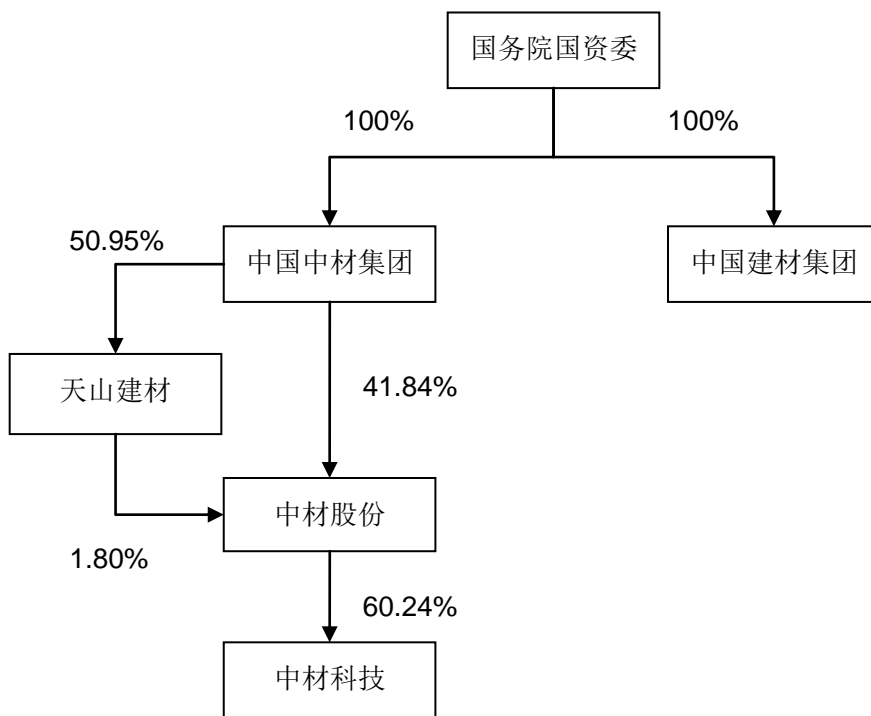 国务院国资委
100%
100%
50.95%
中国中材集团
中国建材集团
天山建材
41.84%
中材股份
1.80%
60.24%
中材科技